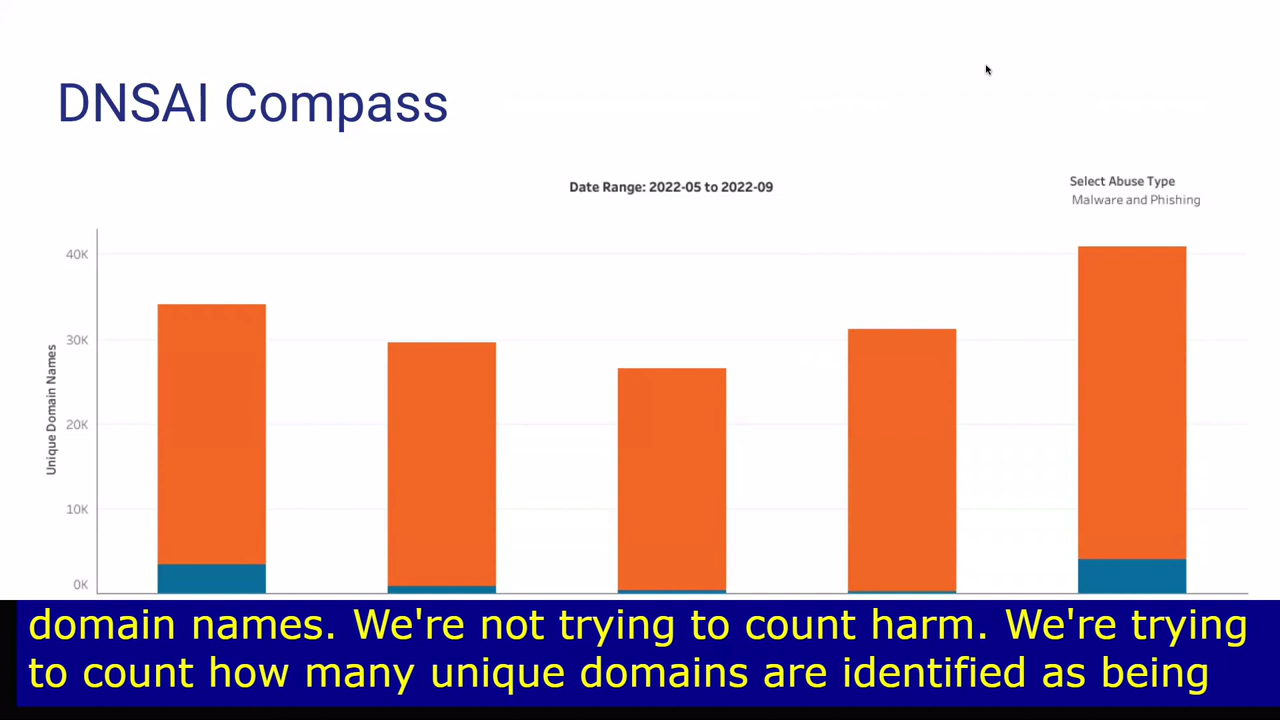 DNSAI Compass
Date Range: 2022-05 to 2022-09
Select Abuse Type
Malware and Phishing
40K
30K
20K
10K
0K
Unique Domain Names
domain names. We're not trying to count harm. We're trying
to count how many unique domains are identified as being